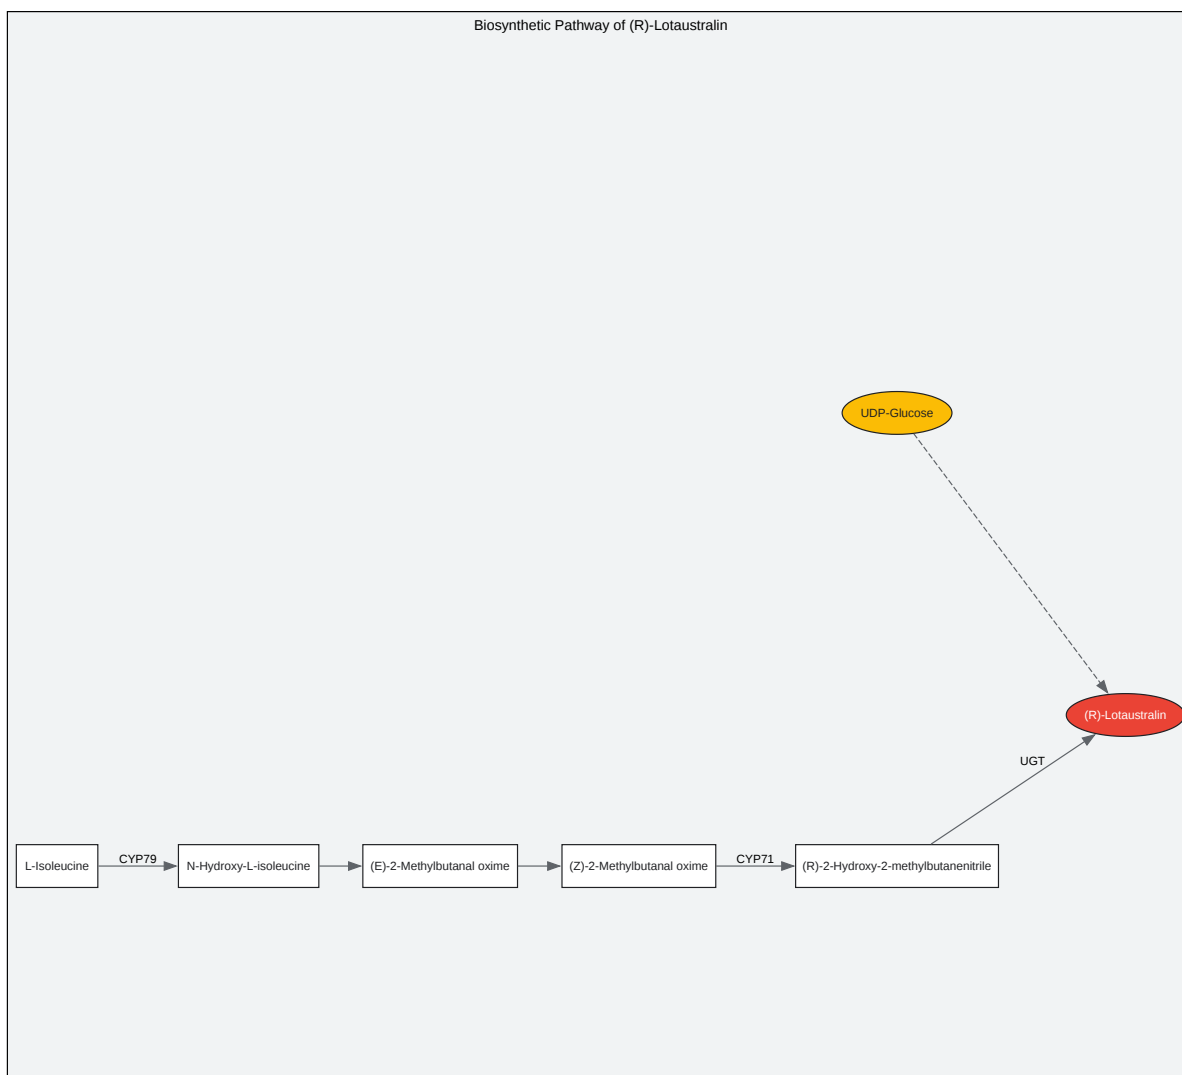 Biosynthetic Pathway of (R)-Lotaustralin
UDP-Glucose
(R)-Lotaustralin
UGT
L-Isoleucine
CYP79
N-Hydroxy-L-isoleucine
(E)-2-Methylbutanal oxime
(Z)-2-Methylbutanal oxime
CYP71
(R)-2-Hydroxy-2-methylbutanenitrile